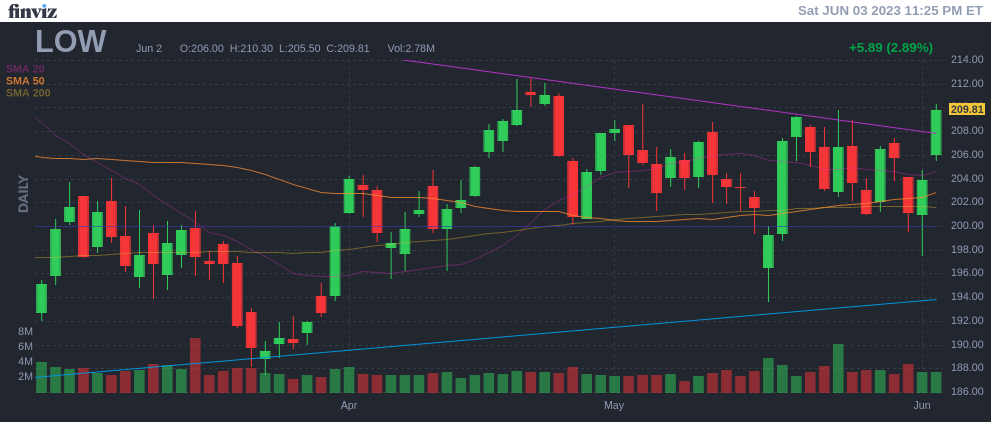 finviz
Sat JUN 03 2023 11:25 PM ET
LOW
Jun 2 O:206.00 H:210.30 L:205.50 C:209.81 Vol:2.78M
+5.89 (2.89%)
SMA 20
SMA 50
SMA 200
DAILY
214.00
212.00
209.81
208.00
206.00
204.00
202.00
200.00
198.00
196.00
194.00
192.00
190.00
188.00
186.00
8M
6M
4M
2M
Apr
May
Jun